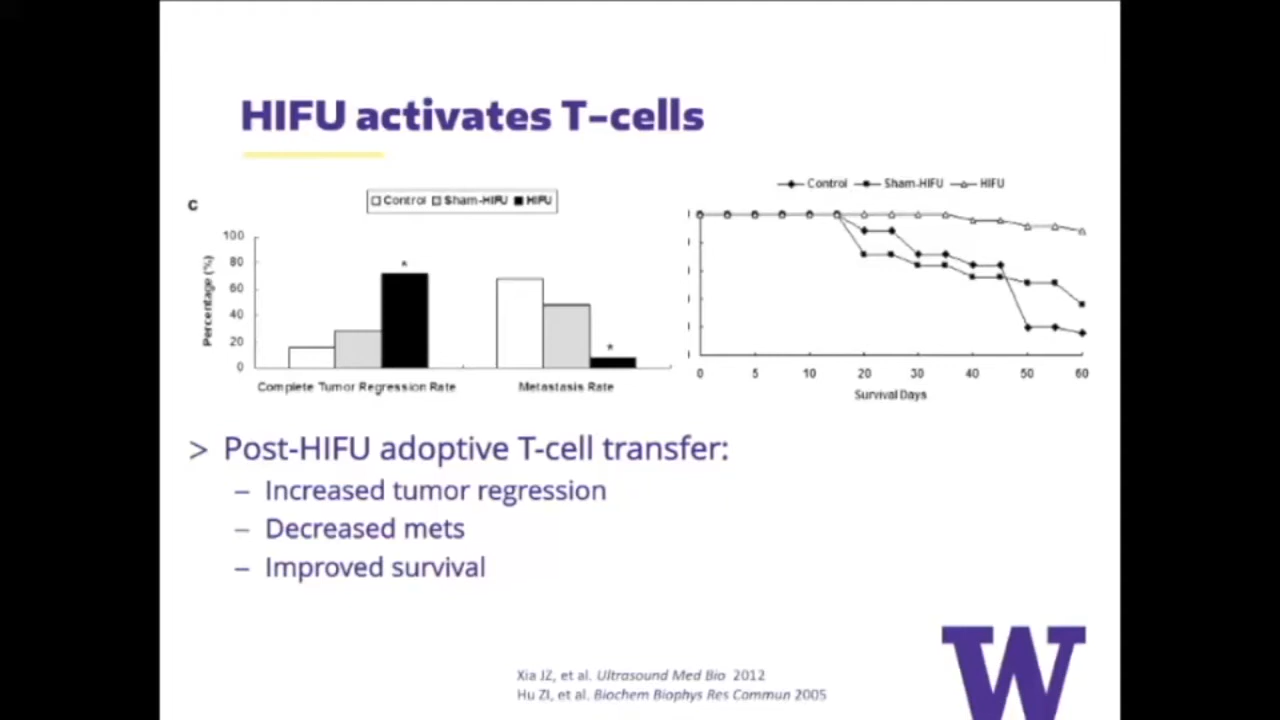 HIFU activates T-cells
c
Control Sham-HIFU HIFU
Percentage (%)
100
80
60
40
20
0
*
*
Complete Tumor Regression Rate
Metastasis Rate
Control Sham-HIFU HIFU
0 5 10 20 30 40 50 60
Survival Days
> Post-HIFU adoptive T-cell transfer:
– Increased tumor regression
– Decreased mets
– Improved survival
Xia JZ, et al. Ultrasound Med Bio 2012
Hu ZI, et al. Biochem Biophys Res Commun 2005
W